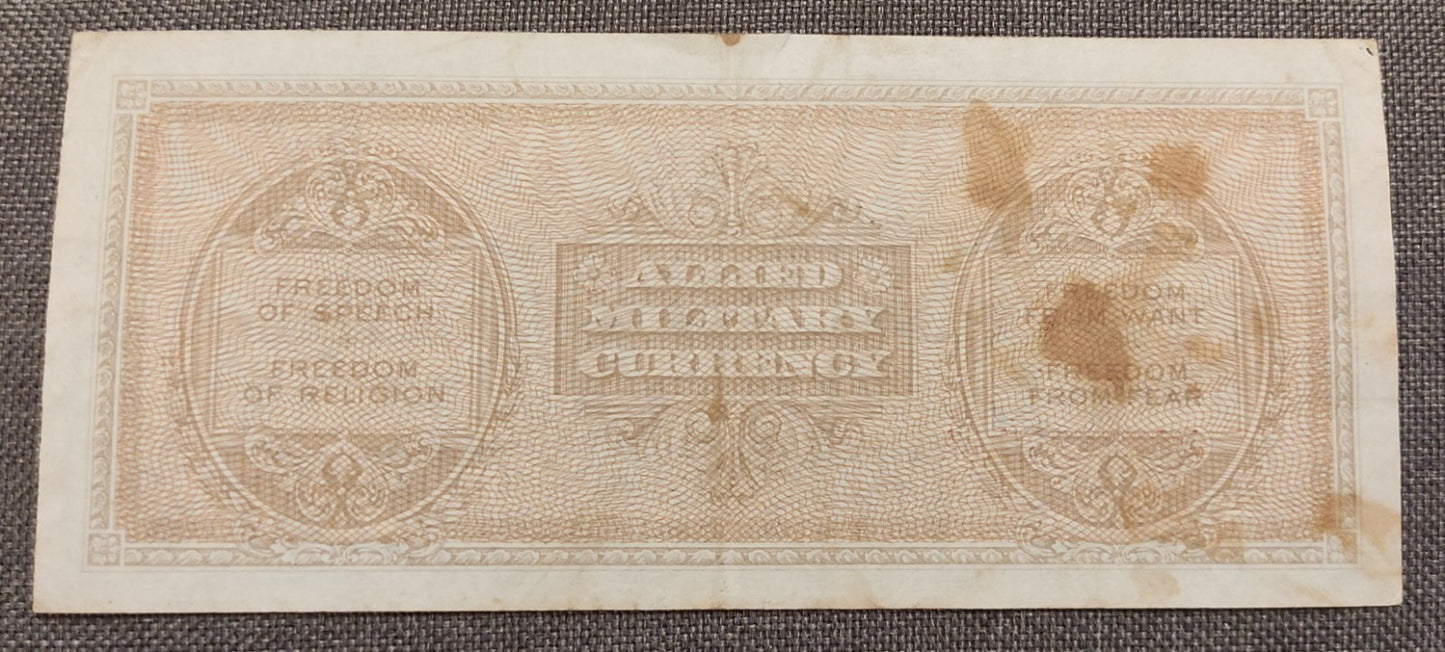 FREEDOM
OF SPEECH
FREEDOM
OF RELIGION
ALLIED
MILITARY
CURRENCY
FREEDOM
FROM WANT
FREEDOM
FROM FEAR